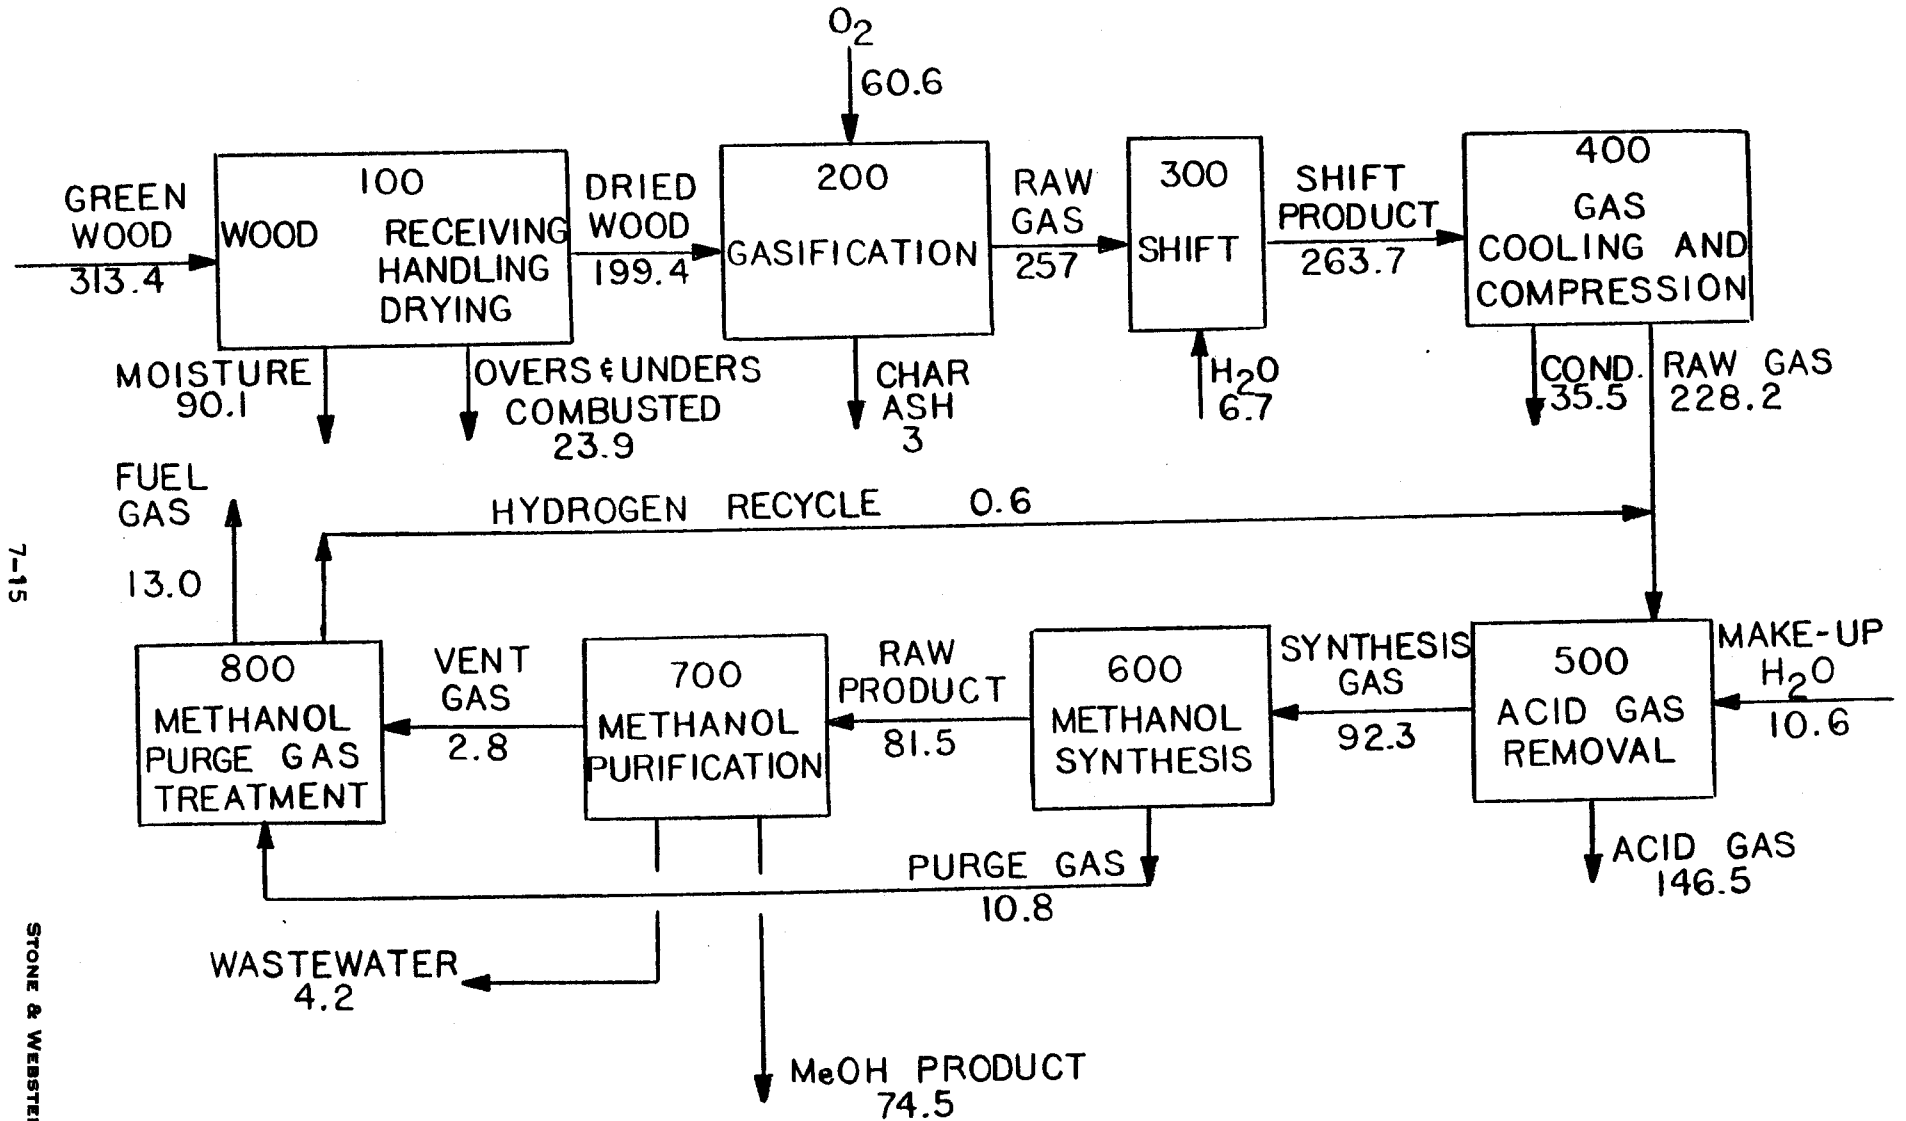 O2
60.6
GREEN
WOOD
313.4
100
WOOD RECEIVING
HANDLING
DRYING
DRIED
WOOD
199.4
200
GASIFICATION
RAW
GAS
257
300
SHIFT
SHIFT
PRODUCT
263.7
400
GAS
COOLING AND
COMPRESSION
MOISTURE
90.1
OVERS & UNDERS
COMBUSTED
23.9
CHAR
ASH
3
H2O
6.7
COND.
35.5
RAW GAS
228.2
FUEL
GAS
13.0
HYDROGEN RECYCLE 0.6
800
METHANOL
PURGE GAS
TREATMENT
VENT
GAS
2.8
700
METHANOL
PURIFICATION
RAW
PRODUCT
81.5
600
METHANOL
SYNTHESIS
SYNTHESIS
GAS
92.3
500
ACID GAS
REMOVAL
MAKE-UP
H2O
10.6
PURGE GAS
10.8
ACID GAS
146.5
WASTEWATER
4.2
MeOH PRODUCT
74.5
7-15
STONE & WEBSTE